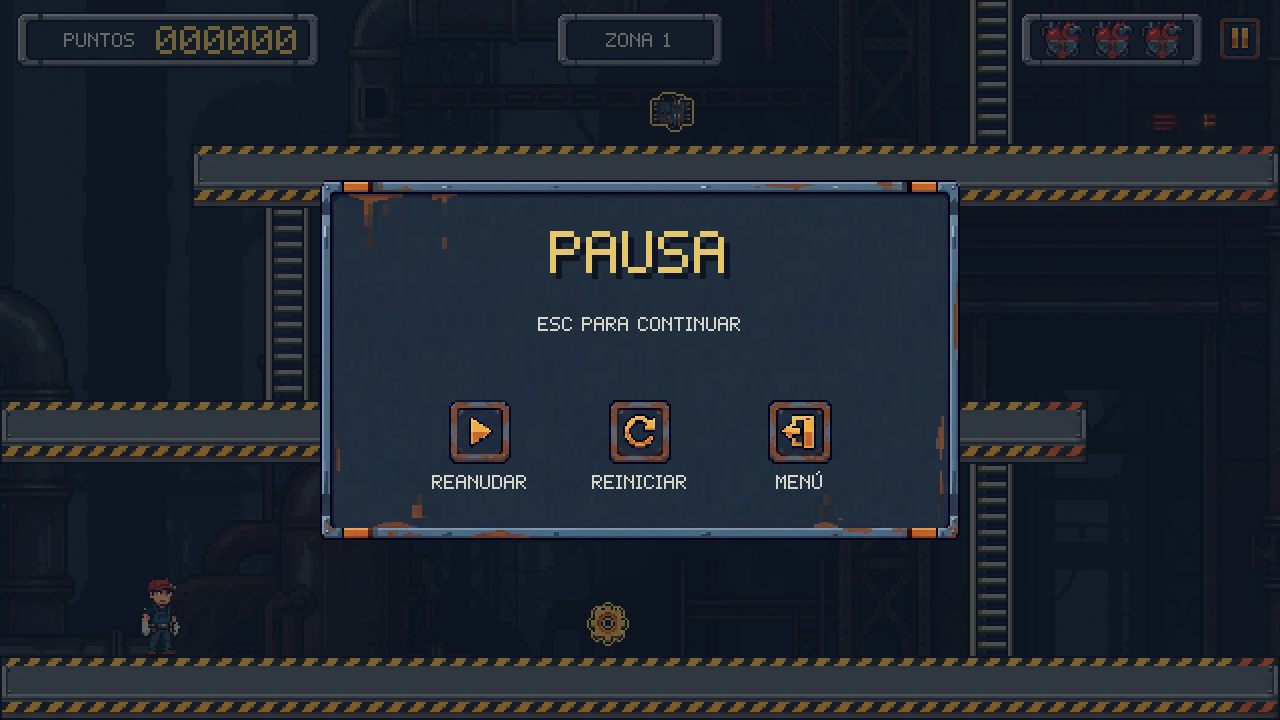 PUNTOS 000000
ZONA 1
PAUSA
ESC PARA CONTINUAR
REANUDAR
REINICIAR
MENÚ